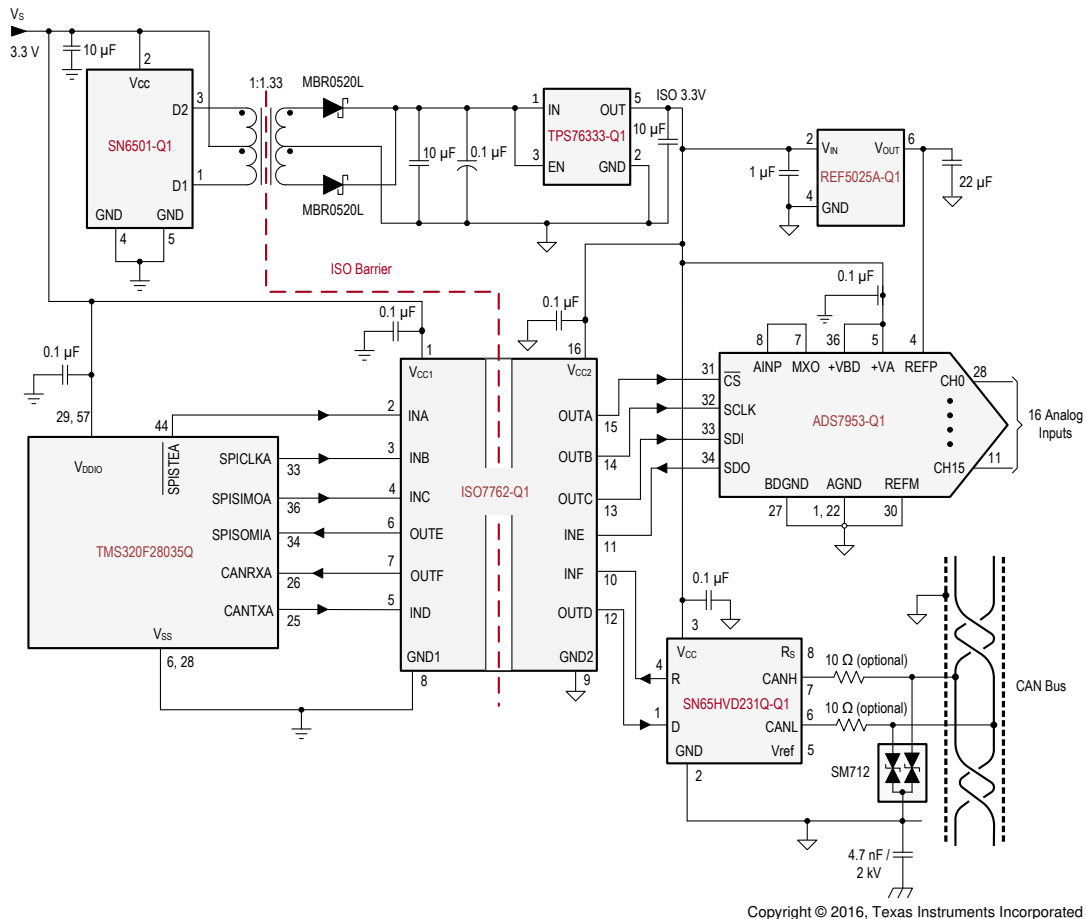 VS
3.3 V
10 µF
2
Vcc
D2
3
SN6501-Q1
D1
1
GND
GND
4
5
1:1.33
MBR0520L
MBR0520L
10 µF
0.1 µF
1
IN
OUT
5
TPS76333-Q1
3
EN
GND
2
ISO 3.3V
10 µF
1 µF
2
VIN
VOUT
6
REF5025A-Q1
4
GND
22 µF
ISO Barrier
0.1 µF
0.1 µF
0.1 µF
0.1 µF
29, 57
VDDIO
44
SPISTEA
SPICLKA
33
SPISIMOA
36
SPISOMIA
34
TMS320F28035Q
CANRXA
26
CANTXA
25
VSS
6, 28
1
VCC1
2
INA
3
INB
4
INC
6
OUTE
7
OUTF
5
IND
GND1
8
ISO7762-Q1
16
VCC2
OUTA
15
OUTB
14
OUTC
13
INE
11
INF
10
OUTD
12
GND2
9
8
7
36
5
4
AINP
MXO
+VBD
+VA
REFP
31
CS
32
SCLK
33
SDI
34
SDO
ADS7953-Q1
CH0
28
CH15
11
16 Analog
Inputs
BDGND
AGND
REFM
27
1, 22
30
0.1 µF
3
VCC
RS
8
4
R
CANH
7
SN65HVD231Q-Q1
1
D
CANL
6
GND
Vref
5
2
10 Ω (optional)
10 Ω (optional)
SM712
CAN Bus
4.7 nF /
2 kV
Copyright © 2016, Texas Instruments Incorporated